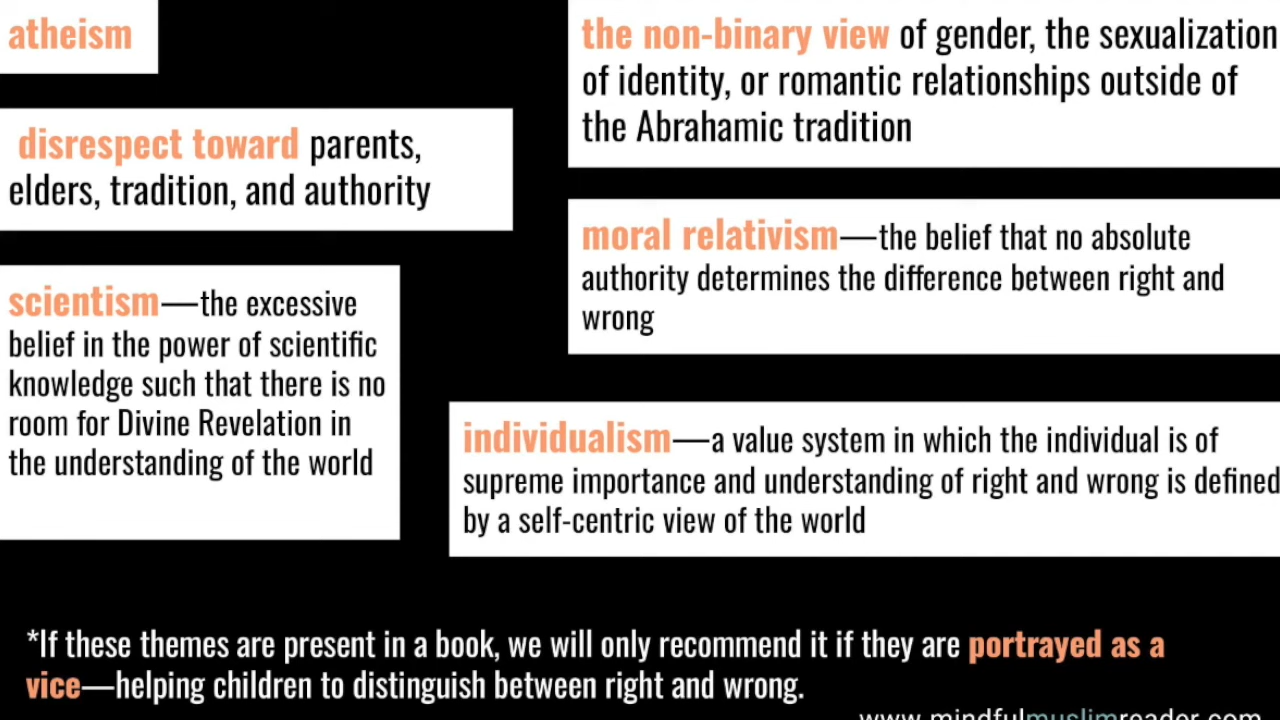 atheism
disrespect toward parents,
elders, tradition, and authority
scientism—the excessive
belief in the power of scientific
knowledge such that there is no
room for Divine Revelation in
the understanding of the world
the non-binary view of gender, the sexualization
of identity, or romantic relationships outside of
the Abrahamic tradition
moral relativism—the belief that no absolute
authority determines the difference between right and
wrong
individualism—a value system in which the individual is of
supreme importance and understanding of right and wrong is defined
by a self-centric view of the world
*If these themes are present in a book, we will only recommend it if they are portrayed as a
vice—helping children to distinguish between right and wrong.
www.mindfulmuslimreader.com